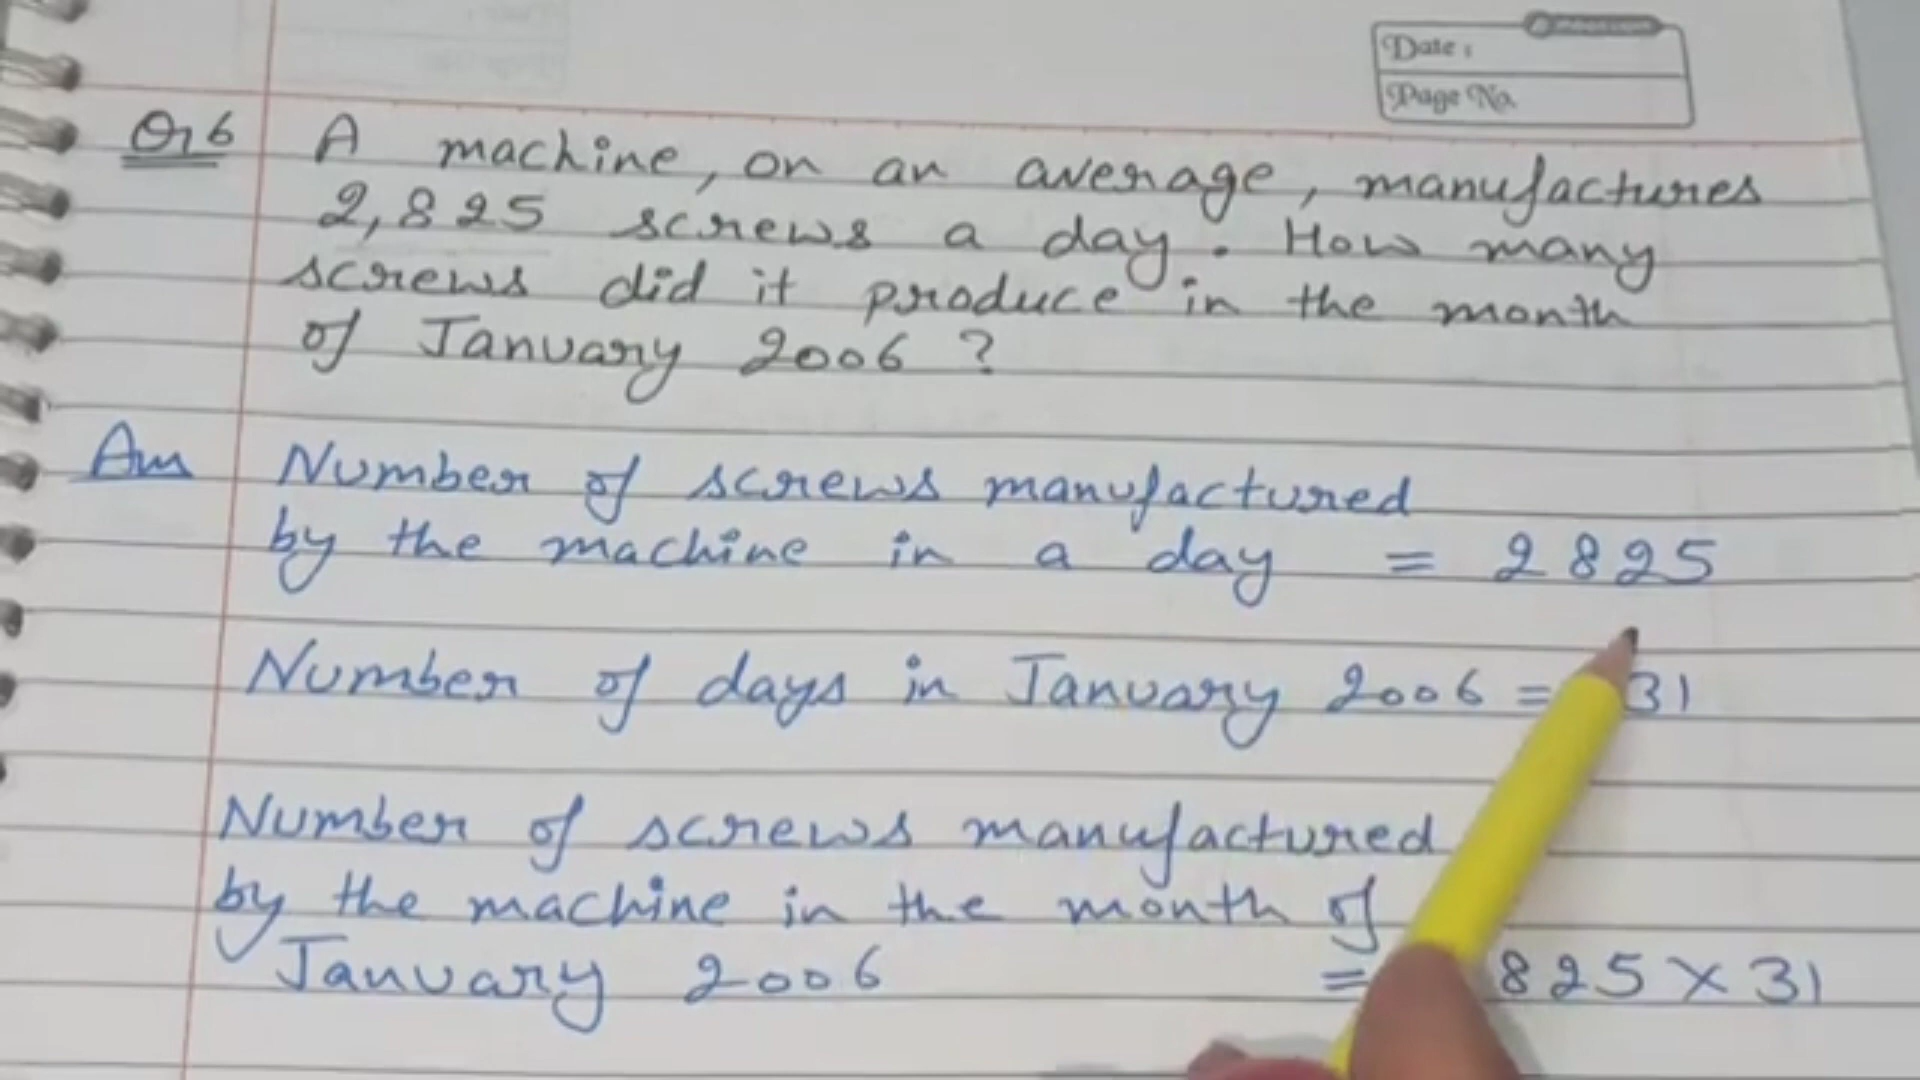 Date :
Page No.
Q6 A machine, on an average, manufactures
2,825 screws a day. How many
screws did it produce in the month
of January 2006 ?
Ans Number of screws manufactured
by the machine in a day = 2825
Number of days in January 2006 = 31
Number of screws manufactured
by the machine in the month of
January 2006 = 825 × 31